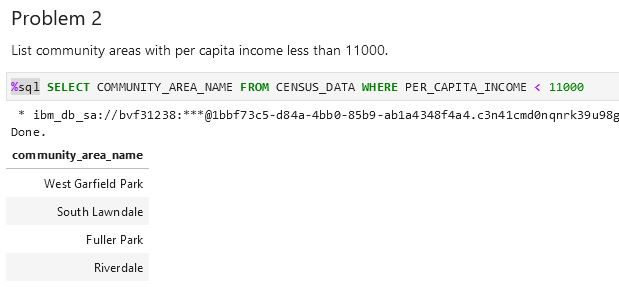 Problem 2
List community areas with per capita income less than 11000.
%sql SELECT COMMUNITY_AREA_NAME FROM CENSUS_DATA WHERE PER_CAPITA_INCOME < 11000
* ibm_db_sa://bvf31238:***@1bbf73c5-d84a-4bb0-85b9-ab1a4348f4a4.c3n41cmd0nqnrk39u98g
Done.
community_area_name
West Garfield Park
South Lawndale
Fuller Park
Riverdale